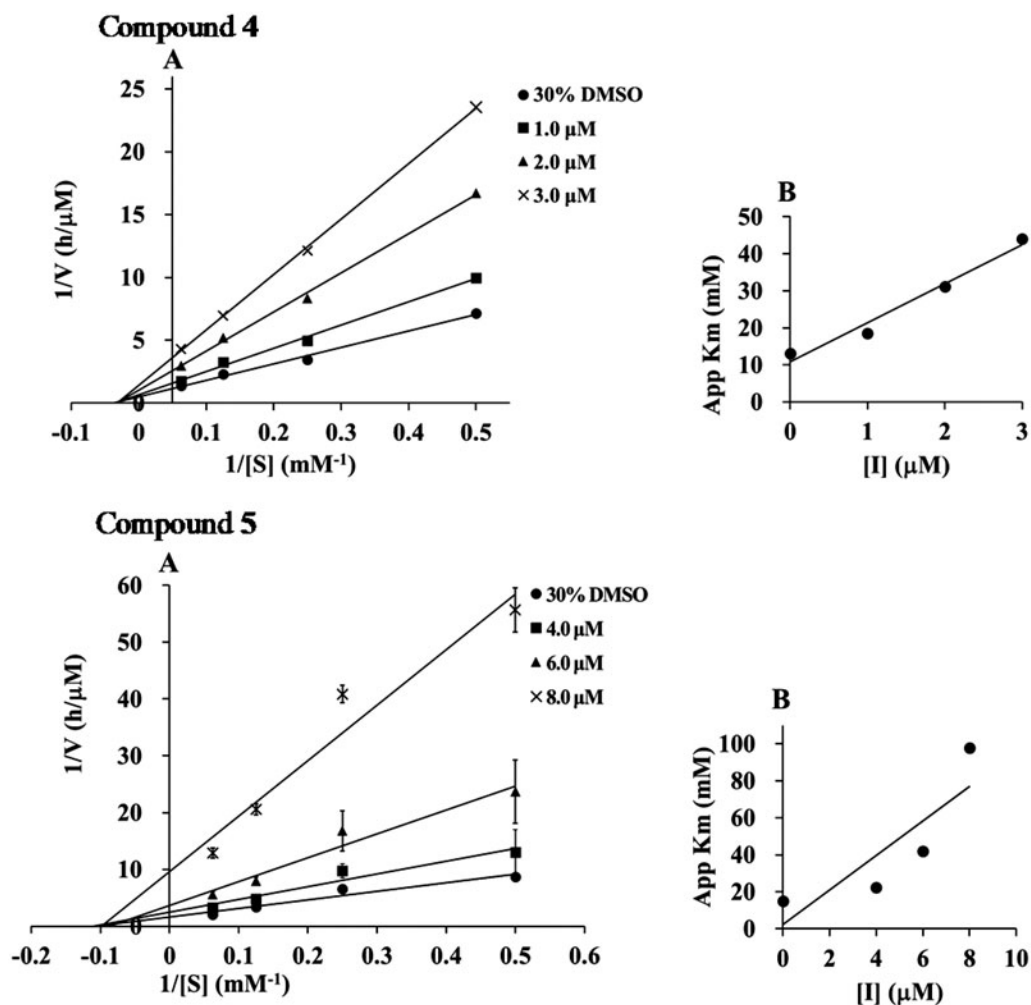 Compound 4
A
25
20
15
10
5
0
1/V (h/μM)
-0.1 0 0.1 0.2 0.3 0.4 0.5
1/[S] (mM-1)
30% DMSO
1.0 μM
2.0 μM
3.0 μM
B
50
40
30
20
10
0
App Km (mM)
0 1 2 3
[I] (μM)
Compound 5
A
60
50
40
30
20
10
0
1/V (h/μM)
-0.2 -0.1 0 0.1 0.2 0.3 0.4 0.5 0.6
1/[S] (mM-1)
30% DMSO
4.0 μM
6.0 μM
8.0 μM
B
100
80
60
40
20
0
App Km (mM)
0 2 4 6 8 10
[I] (μM)